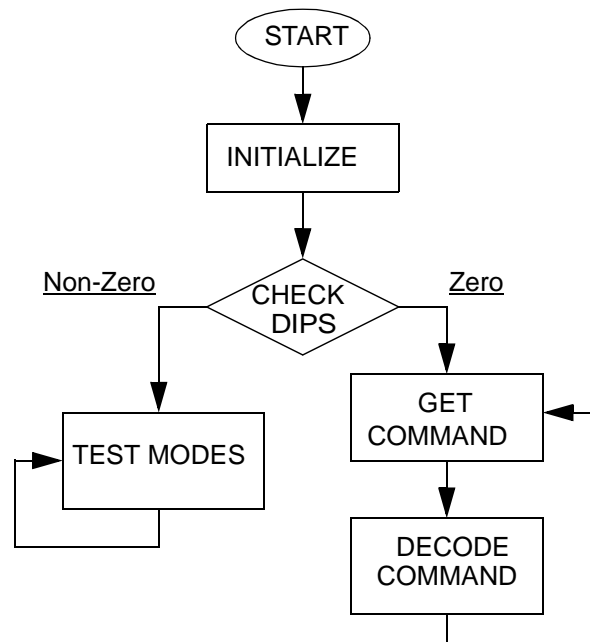 START
INITIALIZE
Non-Zero
Zero
CHECK
DIPS
GET
COMMAND
TEST MODES
DECODE
COMMAND